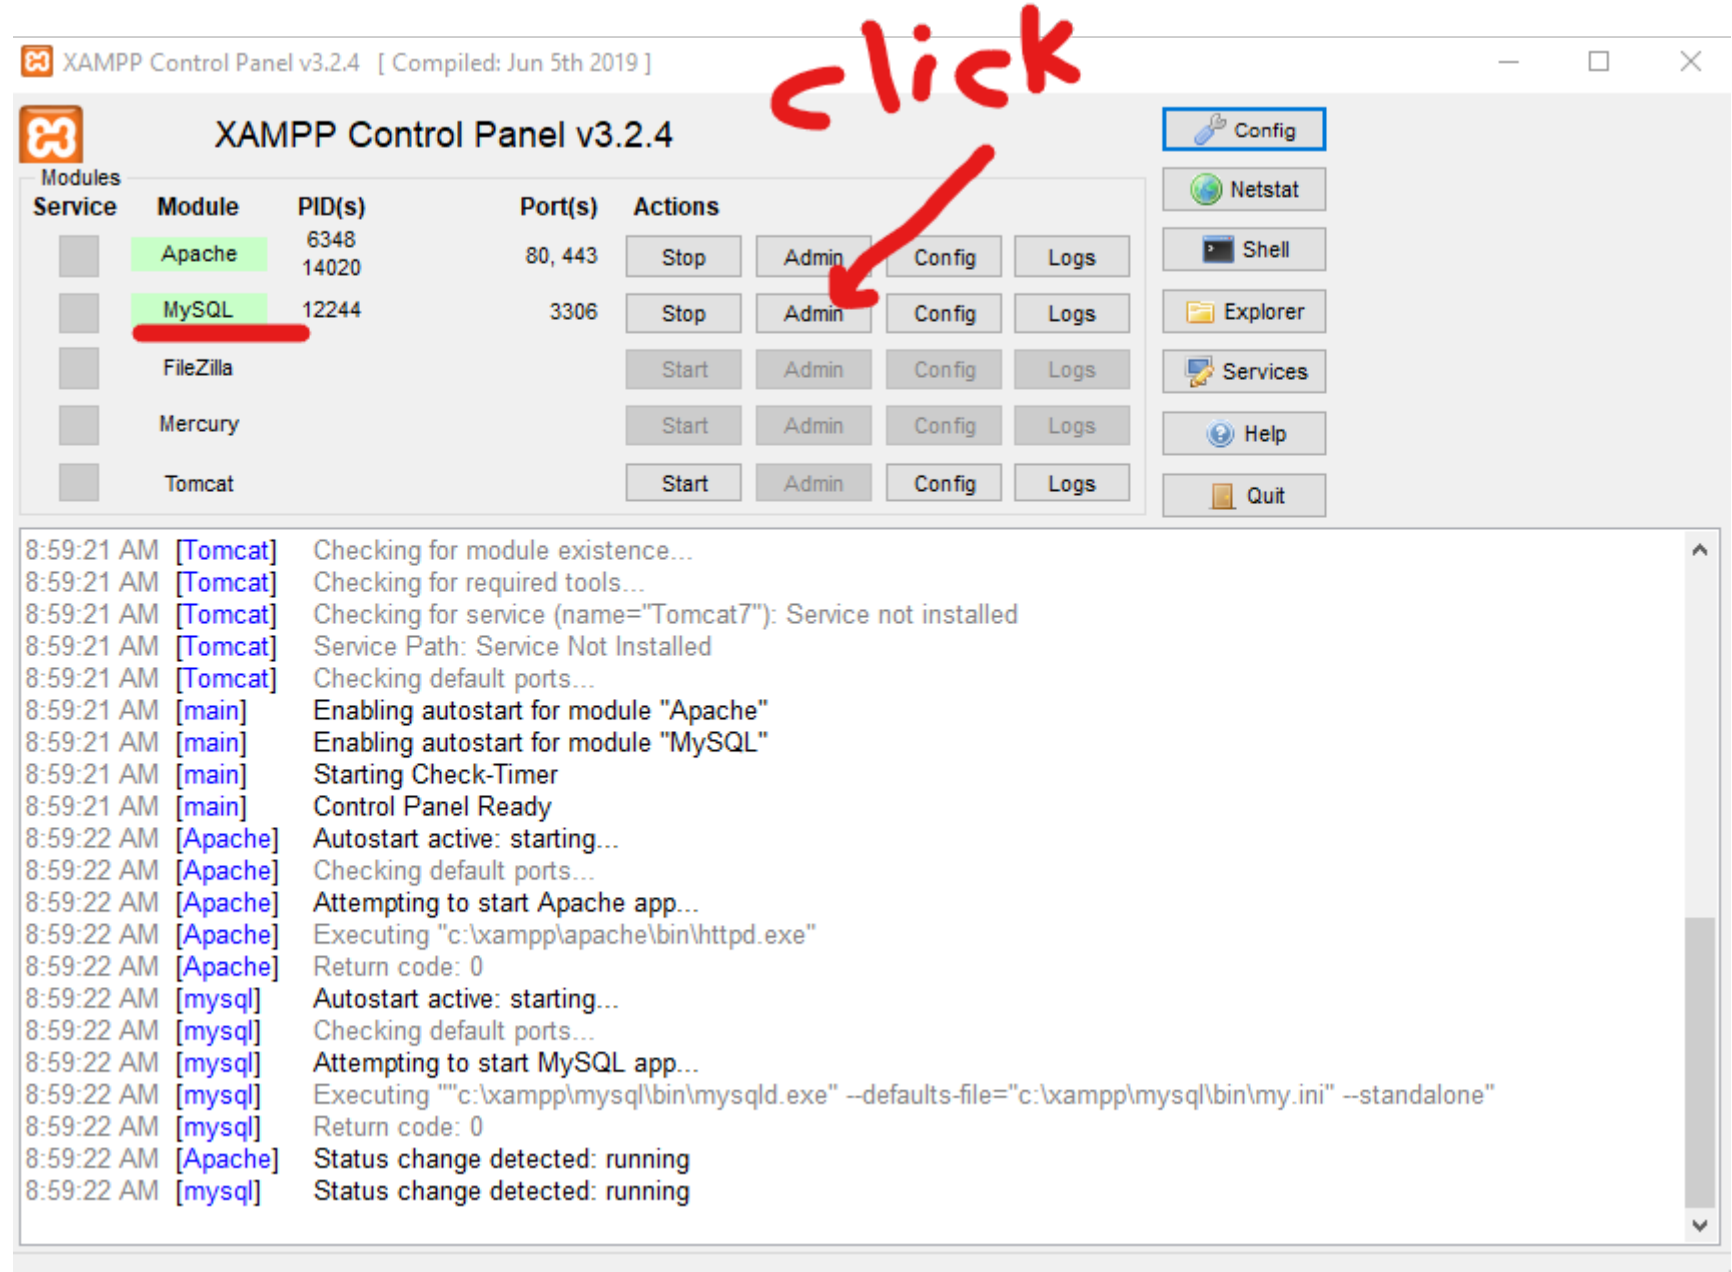 click
XAMPP Control Panel v3.2.4 [ Compiled: Jun 5th 2019 ]
XAMPP Control Panel v3.2.4
Config
Modules
Netstat
Service Module PID(s) Port(s) Actions
Apache 6348 14020 80, 443 Stop Admin Config Logs
Shell
MySQL 12244 3306 Stop Admin Config Logs
Explorer
FileZilla Start Admin Config Logs
Services
Mercury Start Admin Config Logs
Help
Tomcat Start Admin Config Logs
Quit
8:59:21 AM [Tomcat] Checking for module existence...
8:59:21 AM [Tomcat] Checking for required tools...
8:59:21 AM [Tomcat] Checking for service (name="Tomcat7"): Service not installed
8:59:21 AM [Tomcat] Service Path: Service Not Installed
8:59:21 AM [Tomcat] Checking default ports...
8:59:21 AM [main] Enabling autostart for module "Apache"
8:59:21 AM [main] Enabling autostart for module "MySQL"
8:59:21 AM [main] Starting Check-Timer
8:59:21 AM [main] Control Panel Ready
8:59:22 AM [Apache] Autostart active: starting...
8:59:22 AM [Apache] Checking default ports...
8:59:22 AM [Apache] Attempting to start Apache app...
8:59:22 AM [Apache] Executing "c:\xampp\apache\bin\httpd.exe"
8:59:22 AM [Apache] Return code: 0
8:59:22 AM [mysql] Autostart active: starting...
8:59:22 AM [mysql] Checking default ports...
8:59:22 AM [mysql] Attempting to start MySQL app...
8:59:22 AM [mysql] Executing ""c:\xampp\mysql\bin\mysqld.exe" --defaults-file="c:\xampp\mysql\bin\my.ini" --standalone"
8:59:22 AM [mysql] Return code: 0
8:59:22 AM [Apache] Status change detected: running
8:59:22 AM [mysql] Status change detected: running